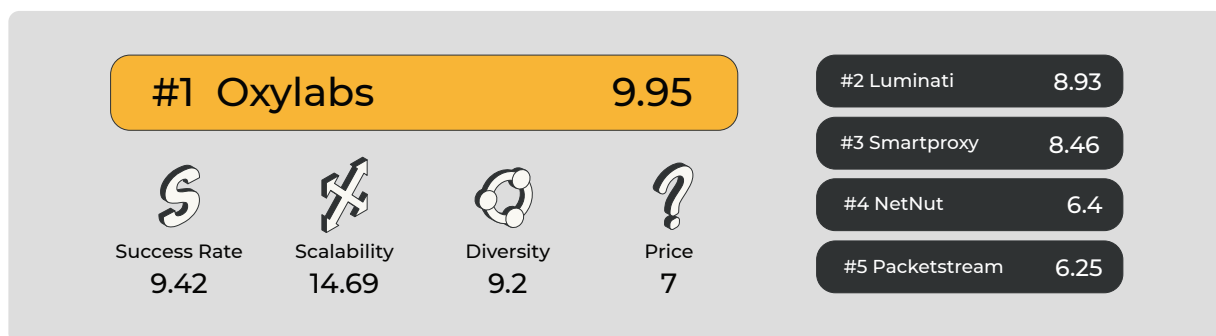 #1 Oxylabs 9.95
Success Rate Scalability Diversity Price
9.42 14.69 9.2 7
#2 Luminati 8.93
#3 Smartproxy 8.46
#4 NetNut 6.4
#5 Packetstream 6.25